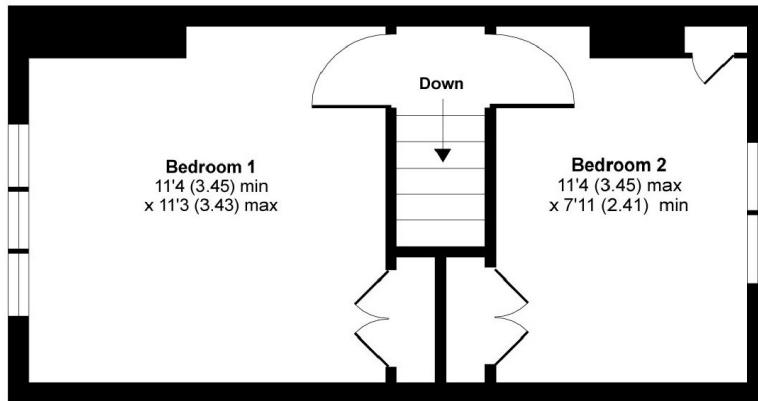 Down
Bedroom 1
11'4 (3.45) min
x 11'3 (3.43) max
Bedroom 2
11'4 (3.45) max
x 7'11 (2.41) min